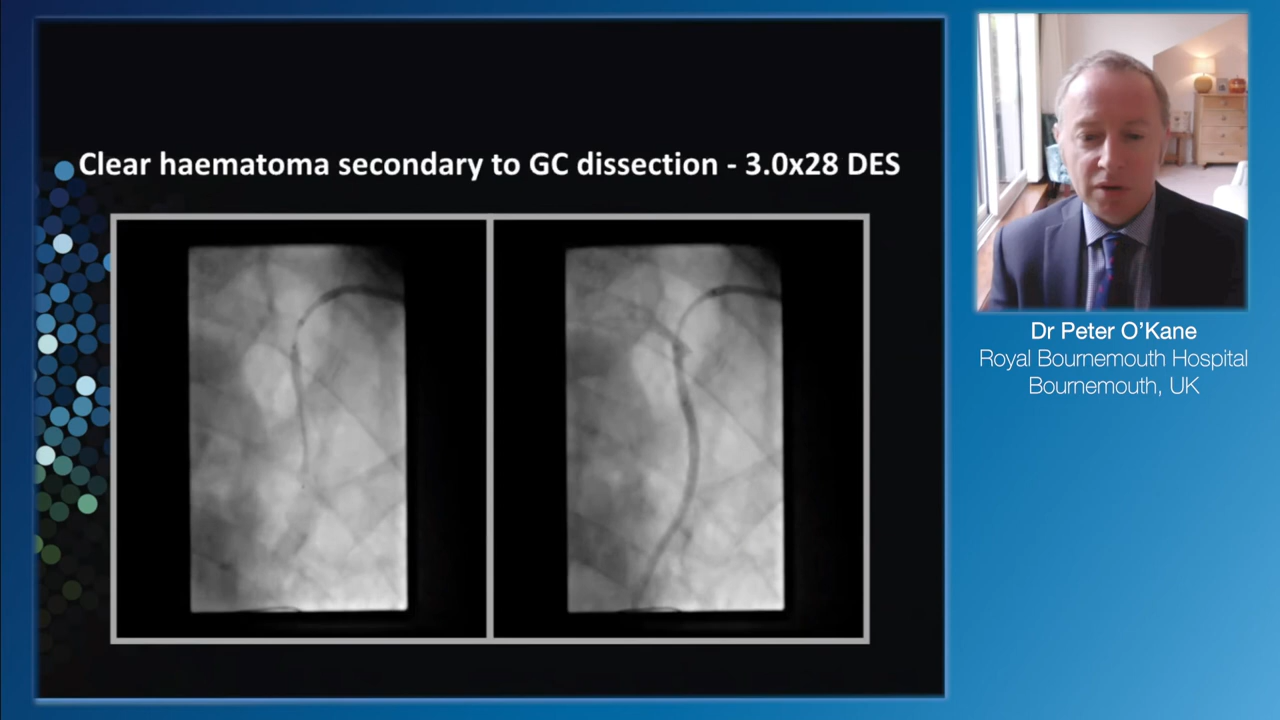 Clear haematoma secondary to GC dissection - 3.0x28 DES
Dr Peter O'Kane
Royal Bournemouth Hospital
Bournemouth, UK